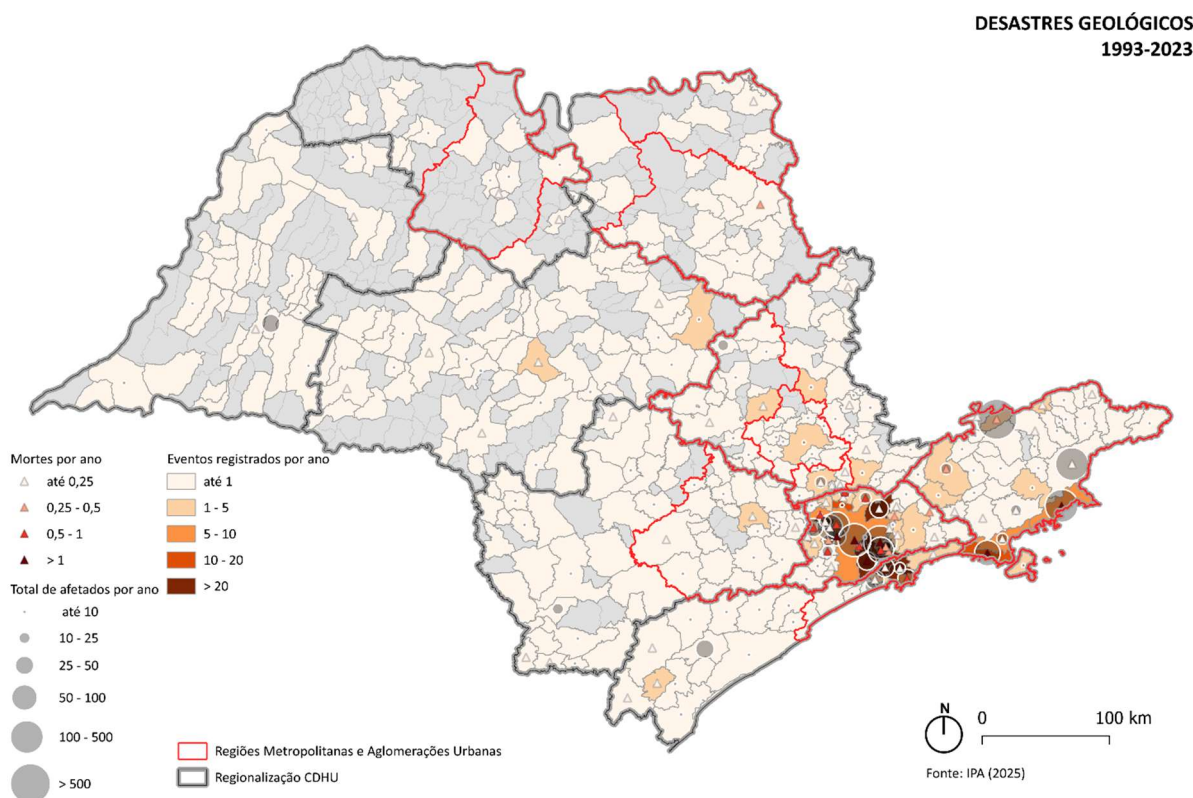 DESASTRES GEOLÓGICOS
1993-2023
Mortes por ano
até 0,25
0,25 - 0,5
0,5 - 1
> 1
Total de afetados por ano
até 10
10 - 25
25 - 50
50 - 100
100 - 500
> 500
Eventos registrados por ano
até 1
1 - 5
5 - 10
10 - 20
> 20
Regiões Metropolitanas e Aglomerações Urbanas
Regionalização CDHU
N
0 100 km
Fonte: IPA (2025)